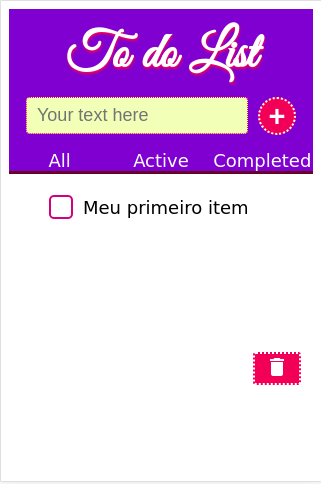 To do List
Your text here
+
All Active Completed
Meu primeiro item